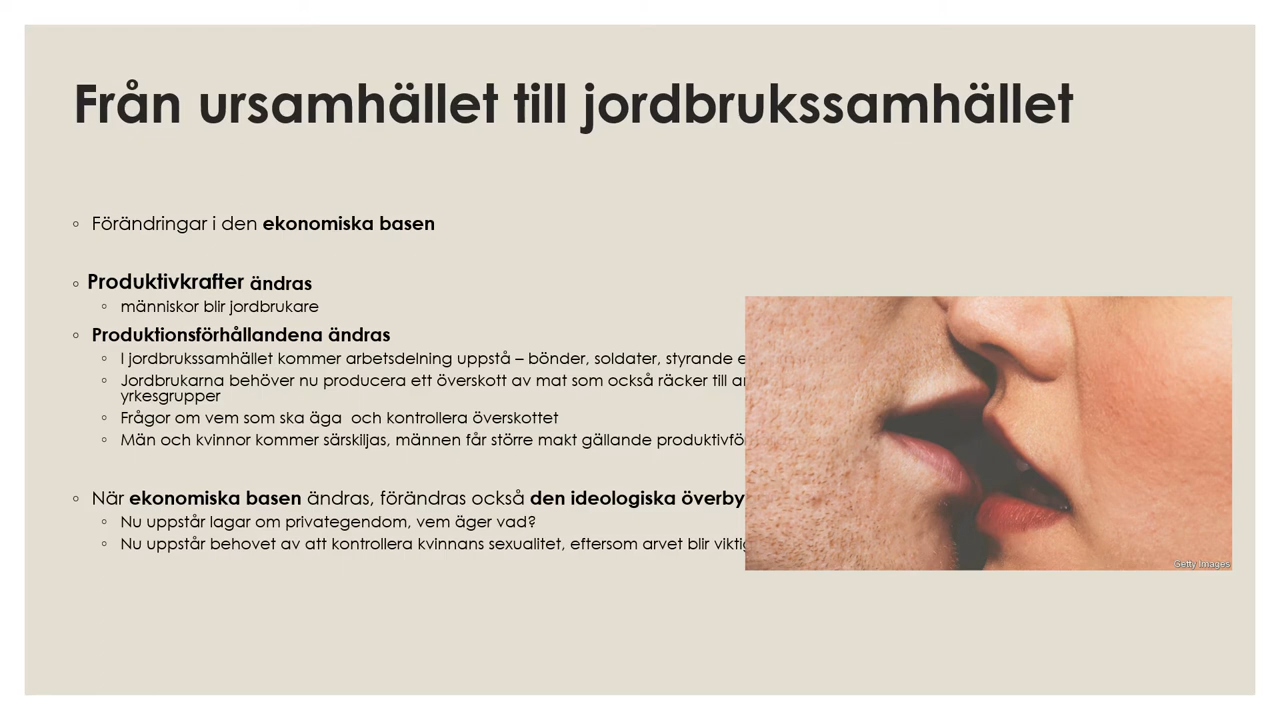 Från ursamhället till jordbrukssamhället
Förändringar i den ekonomiska basen
Produktivkrafter ändras
människor blir jordbrukare
Produktionsförhållandena ändras
I jordbrukssamhället kommer arbetsdelning uppstå – bönder, soldater, styrande
Jordbrukarna behöver nu producera ett överskott av mat som också räcker till
yrkesgrupper
Frågor om vem som ska äga och kontrollera överskottet
Män och kvinnor kommer särskiljas, männen får större makt gällande
När ekonomiska basen ändras, förändras också den ideologiska
Nu uppstår lagar om privategendom, vem äger vad?
Nu uppstår behovet av att kontrollera kvinnans sexualitet, eftersom arvet blir
Getty Images